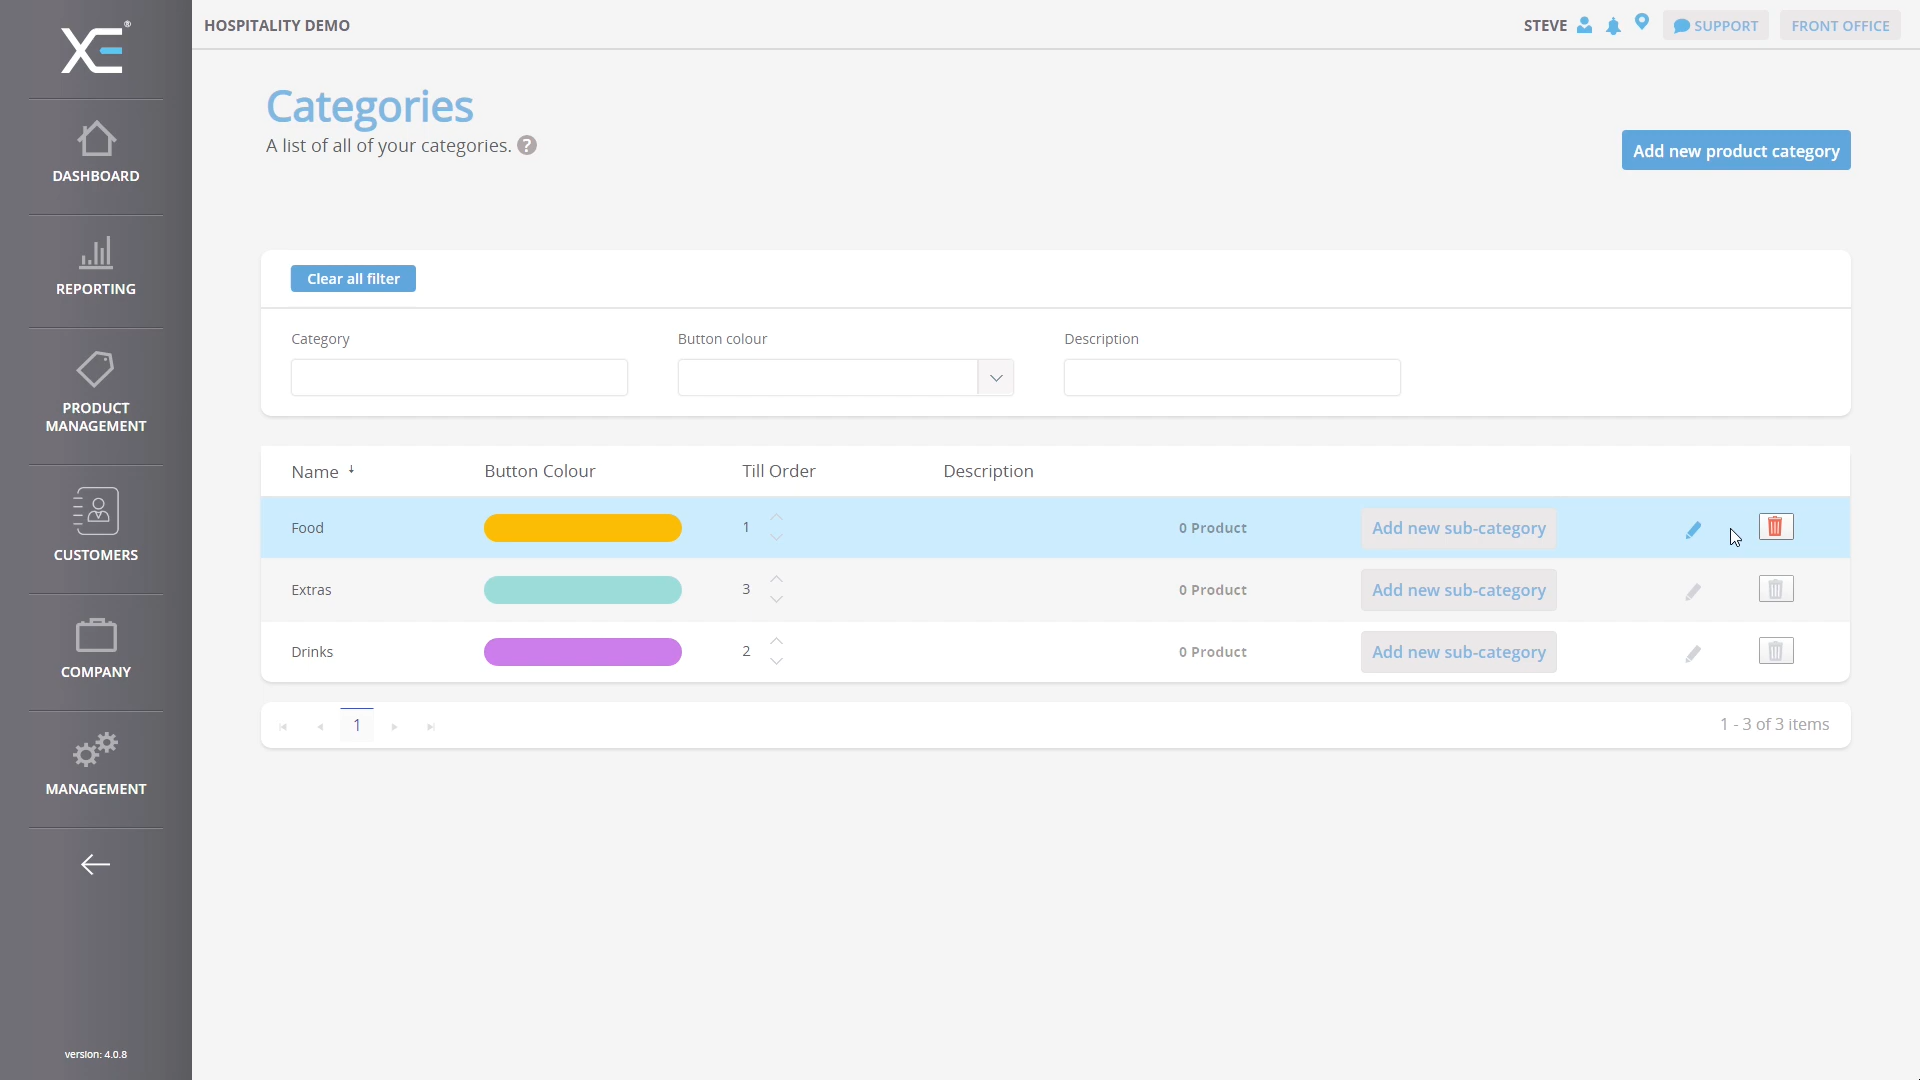 XE®
HOSPITALITY DEMO
STEVE
SUPPORT
FRONT OFFICE
DASHBOARD
REPORTING
PRODUCT
MANAGEMENT
CUSTOMERS
COMPANY
MANAGEMENT
version: 4.0.8
Categories
A list of all of your categories. ?
Add new product category
Clear all filter
Category Button colour Description
Name Button Colour Till Order Description
Food 1 0 Product Add new sub-category
Extras 3 0 Product Add new sub-category
Drinks 2 0 Product Add new sub-category
1
1 - 3 of 3 items